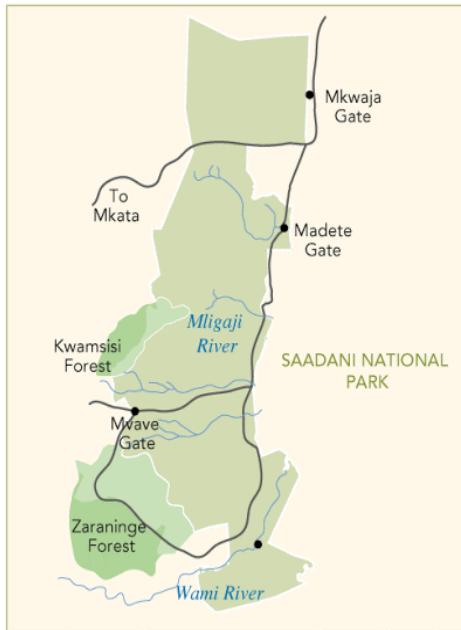 Mkwaja
Gate
To
Mkata
Madete
Gate
Mligaji
River
Kwamsisi
Forest
SAADANI NATIONAL
PARK
Mvave
Gate
Zaraninge
Forest
Wami River